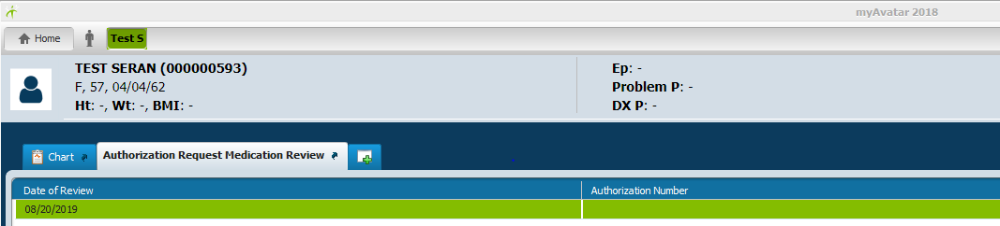 myAvatar 2018
Home Test S
TEST SERAN (000000593)
F, 57, 04/04/62
Ht: -, Wt: -, BMI: -
Ep: -
Problem P: -
DX P: -
Chart Authorization Request Medication Review
Date of Review Authorization Number
08/20/2019